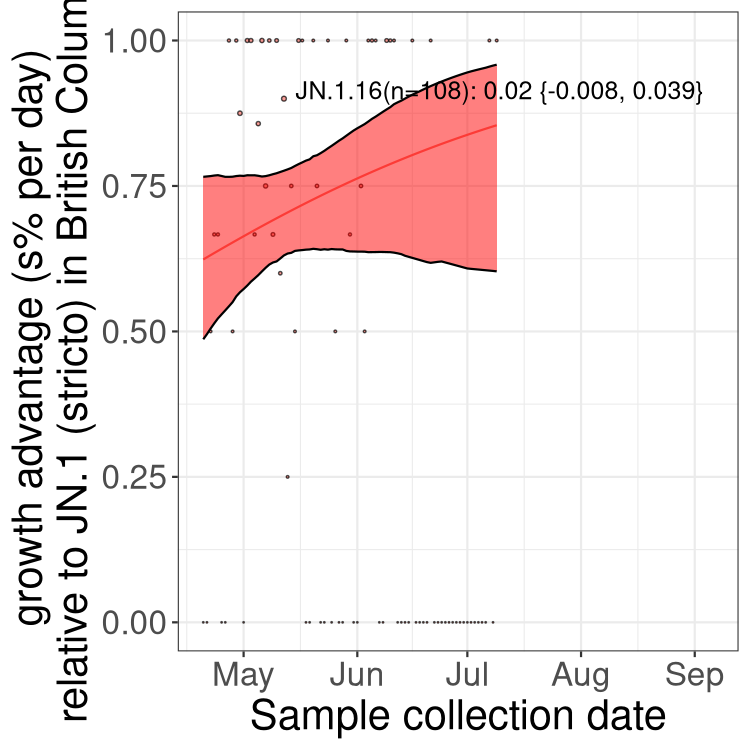 growth advantage (s% per day)
relative to JN.1 (stricto) in British Colum
1.00
0.75
0.50
0.25
0.00
JN.1.16(n=108): 0.02 {-0.008, 0.039}
May Jun Jul Aug Sep
Sample collection date